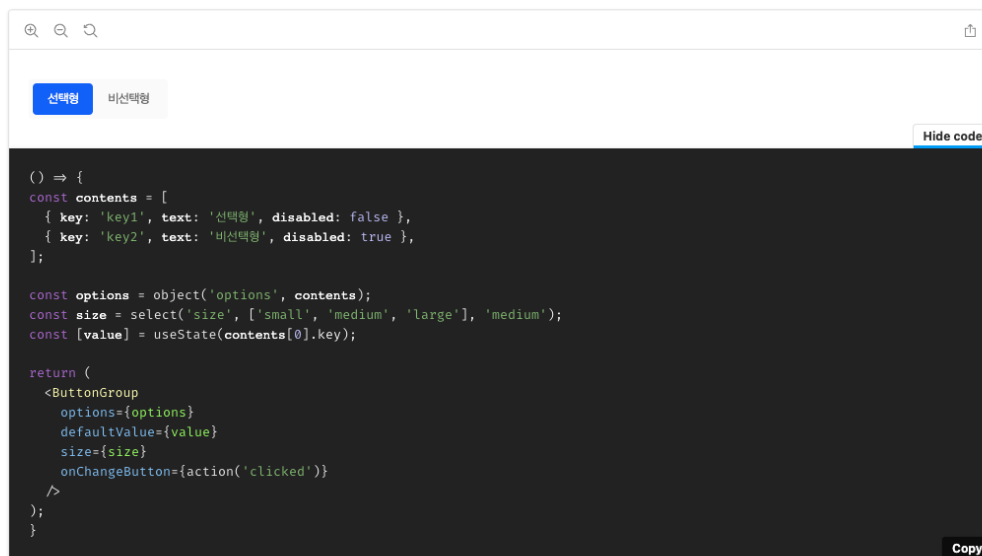 선택형 비선택형
Hide code
() => {
const contents = [
  { key: 'key1', text: '선택형', disabled: false },
  { key: 'key2', text: '비선택형', disabled: true },
];

const options = object('options', contents);
const size = select('size', ['small', 'medium', 'large'], 'medium');
const [value] = useState(contents[0].key);

return (
  <ButtonGroup
    options={options}
    defaultValue={value}
    size={size}
    onChangeButton={action('clicked')}
  />
);
}
Copy